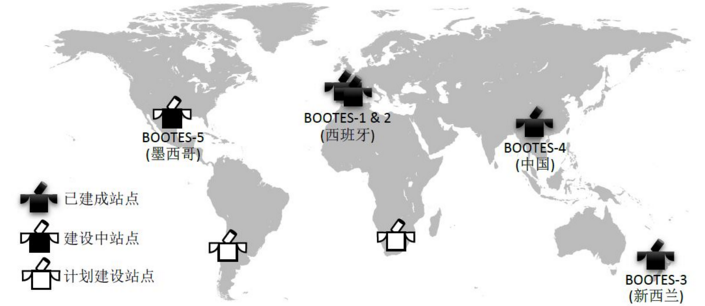 BOOTES-1 & 2
(西班牙)
BOOTES-5
(墨西哥)
BOOTES-4
(中国)
已建成站点
建设中站点
计划建设站点
BOOTES-3
(新西兰)